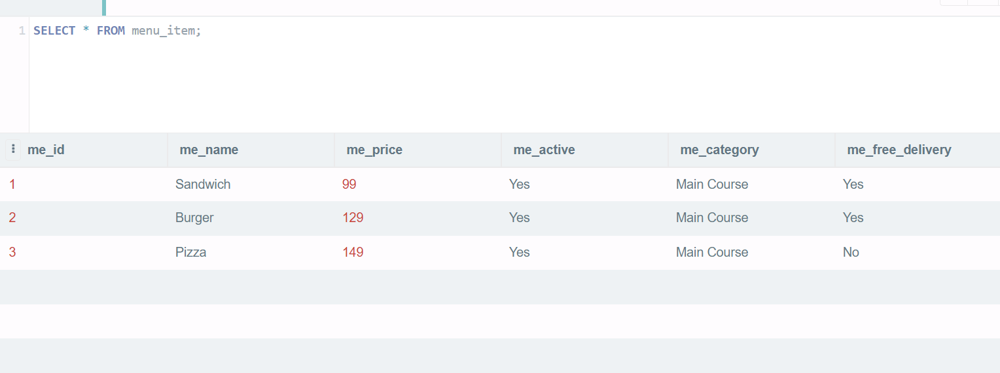 1 SELECT * FROM menu_item;
me_id me_name me_price me_active me_category me_free_delivery
1 Sandwich 99 Yes Main Course Yes
2 Burger 129 Yes Main Course Yes
3 Pizza 149 Yes Main Course No